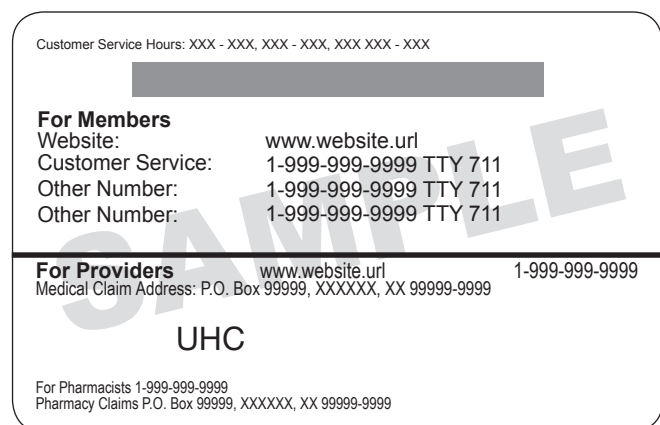 Customer Service Hours: XXX - XXX, XXX - XXX, XXX XXX - XXX
For Members
Website: www.website.url
Customer Service: 1-999-999-9999 TTY 711
Other Number: 1-999-999-9999 TTY 711
Other Number: 1-999-999-9999 TTY 711
SAMPLE
For Providers www.website.url 1-999-999-9999
Medical Claim Address: P.O. Box 99999, XXXXXX, XX 99999-9999
UHC
For Pharmacists 1-999-999-9999
Pharmacy Claims P.O. Box 99999, XXXXXX, XX 99999-9999